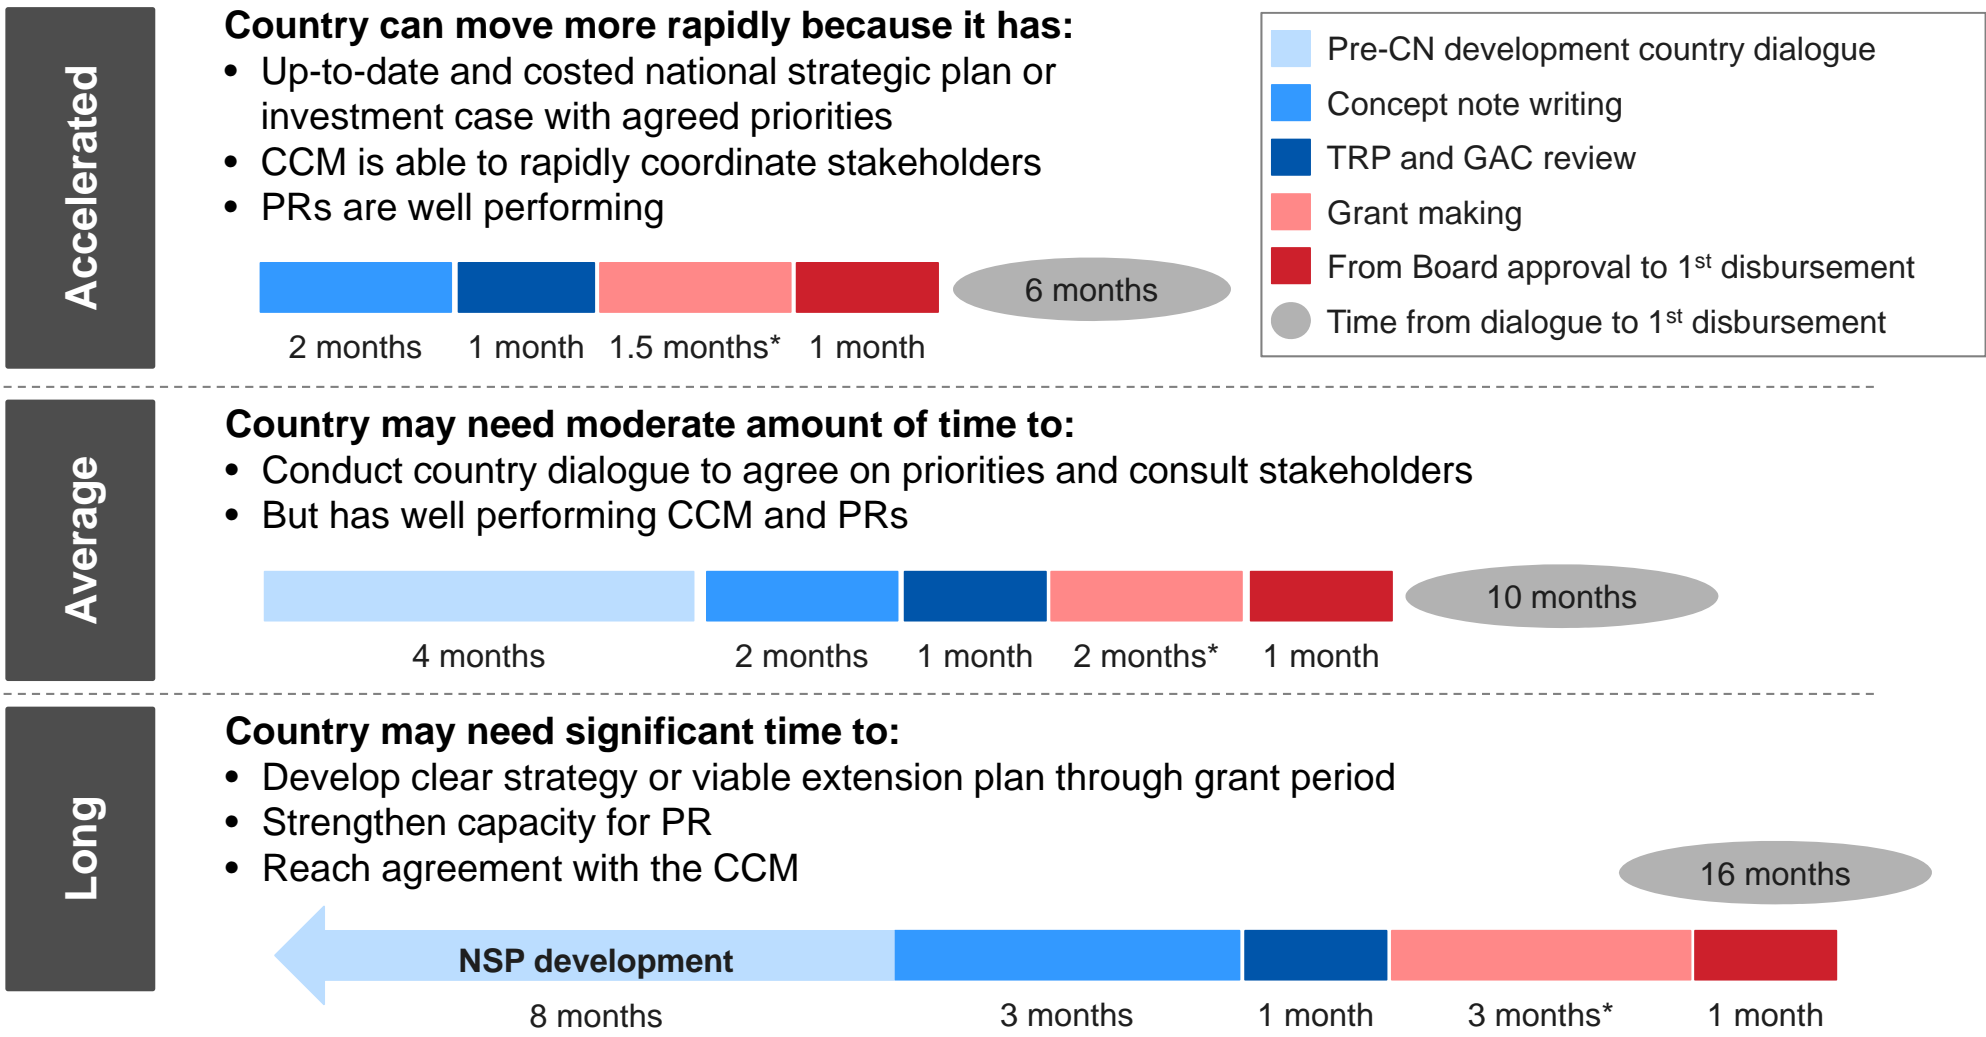 Accelerated
Country can move more rapidly because it has:
• Up-to-date and costed national strategic plan or
investment case with agreed priorities
• CCM is able to rapidly coordinate stakeholders
• PRs are well performing
6 months
2 months 1 month 1.5 months* 1 month
Pre-CN development country dialogue
Concept note writing
TRP and GAC review
Grant making
From Board approval to 1st disbursement
Time from dialogue to 1st disbursement
Average
Country may need moderate amount of time to:
• Conduct country dialogue to agree on priorities and consult stakeholders
• But has well performing CCM and PRs
10 months
4 months 2 months 1 month 2 months* 1 month
Long
Country may need significant time to:
• Develop clear strategy or viable extension plan through grant period
• Strengthen capacity for PR
• Reach agreement with the CCM
16 months
NSP development
8 months 3 months 1 month 3 months* 1 month